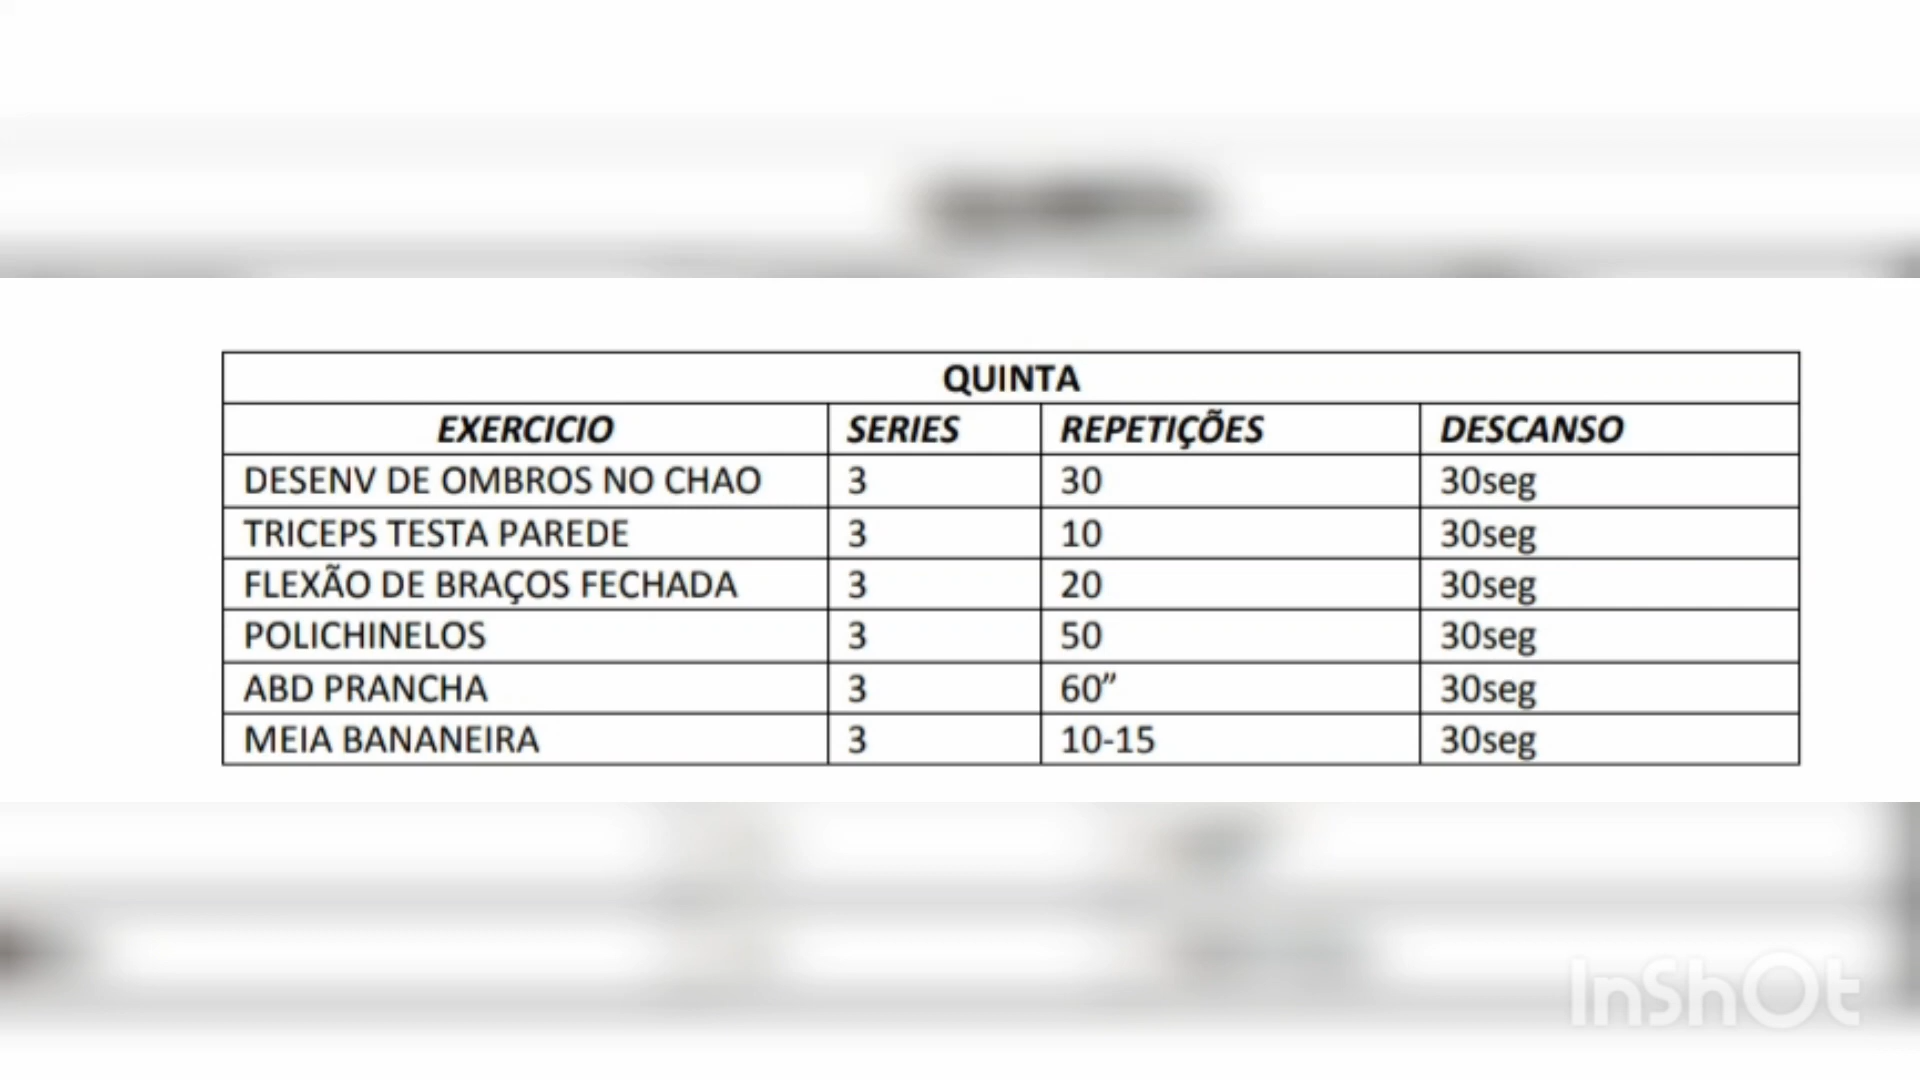 QUINTA
EXERCICIO SERIES REPETIÇÕES DESCANSO
DESENV DE OMBROS NO CHAO 3 30 30seg
TRICEPS TESTA PAREDE 3 10 30seg
FLEXÃO DE BRAÇOS FECHADA 3 20 30seg
POLICHINELOS 3 50 30seg
ABD PRANCHA 3 60” 30seg
MEIA BANANEIRA 3 10-15 30seg
InShOt